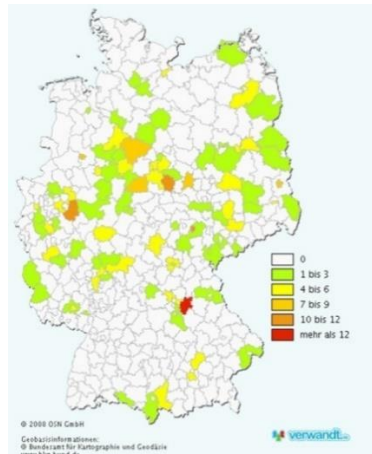 0
1 bis 3
4 bis 6
7 bis 9
10 bis 12
mehr als 12
© 2008 OSN GmbH
Geobasisinformationen:
© Bundesamt für Kartographie und Geodäsie
verwandt.de